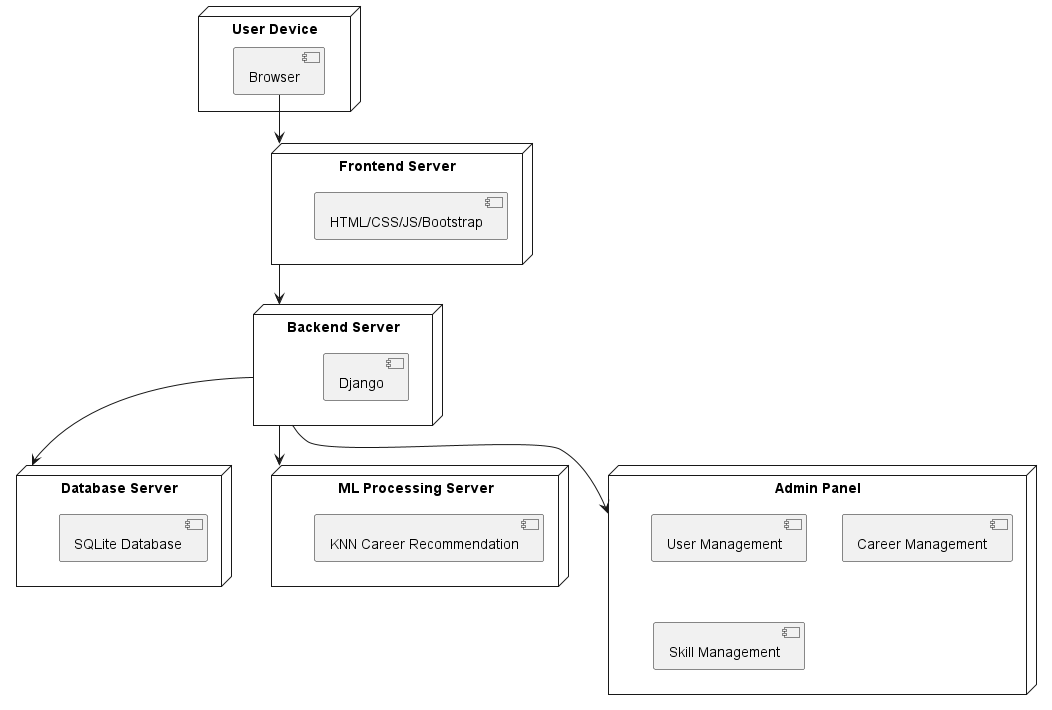 User Device
Browser
Frontend Server
HTML/CSS/JS/Bootstrap
Backend Server
Django
Database Server
SQLite Database
ML Processing Server
KNN Career Recommendation
Admin Panel
User Management
Career Management
Skill Management